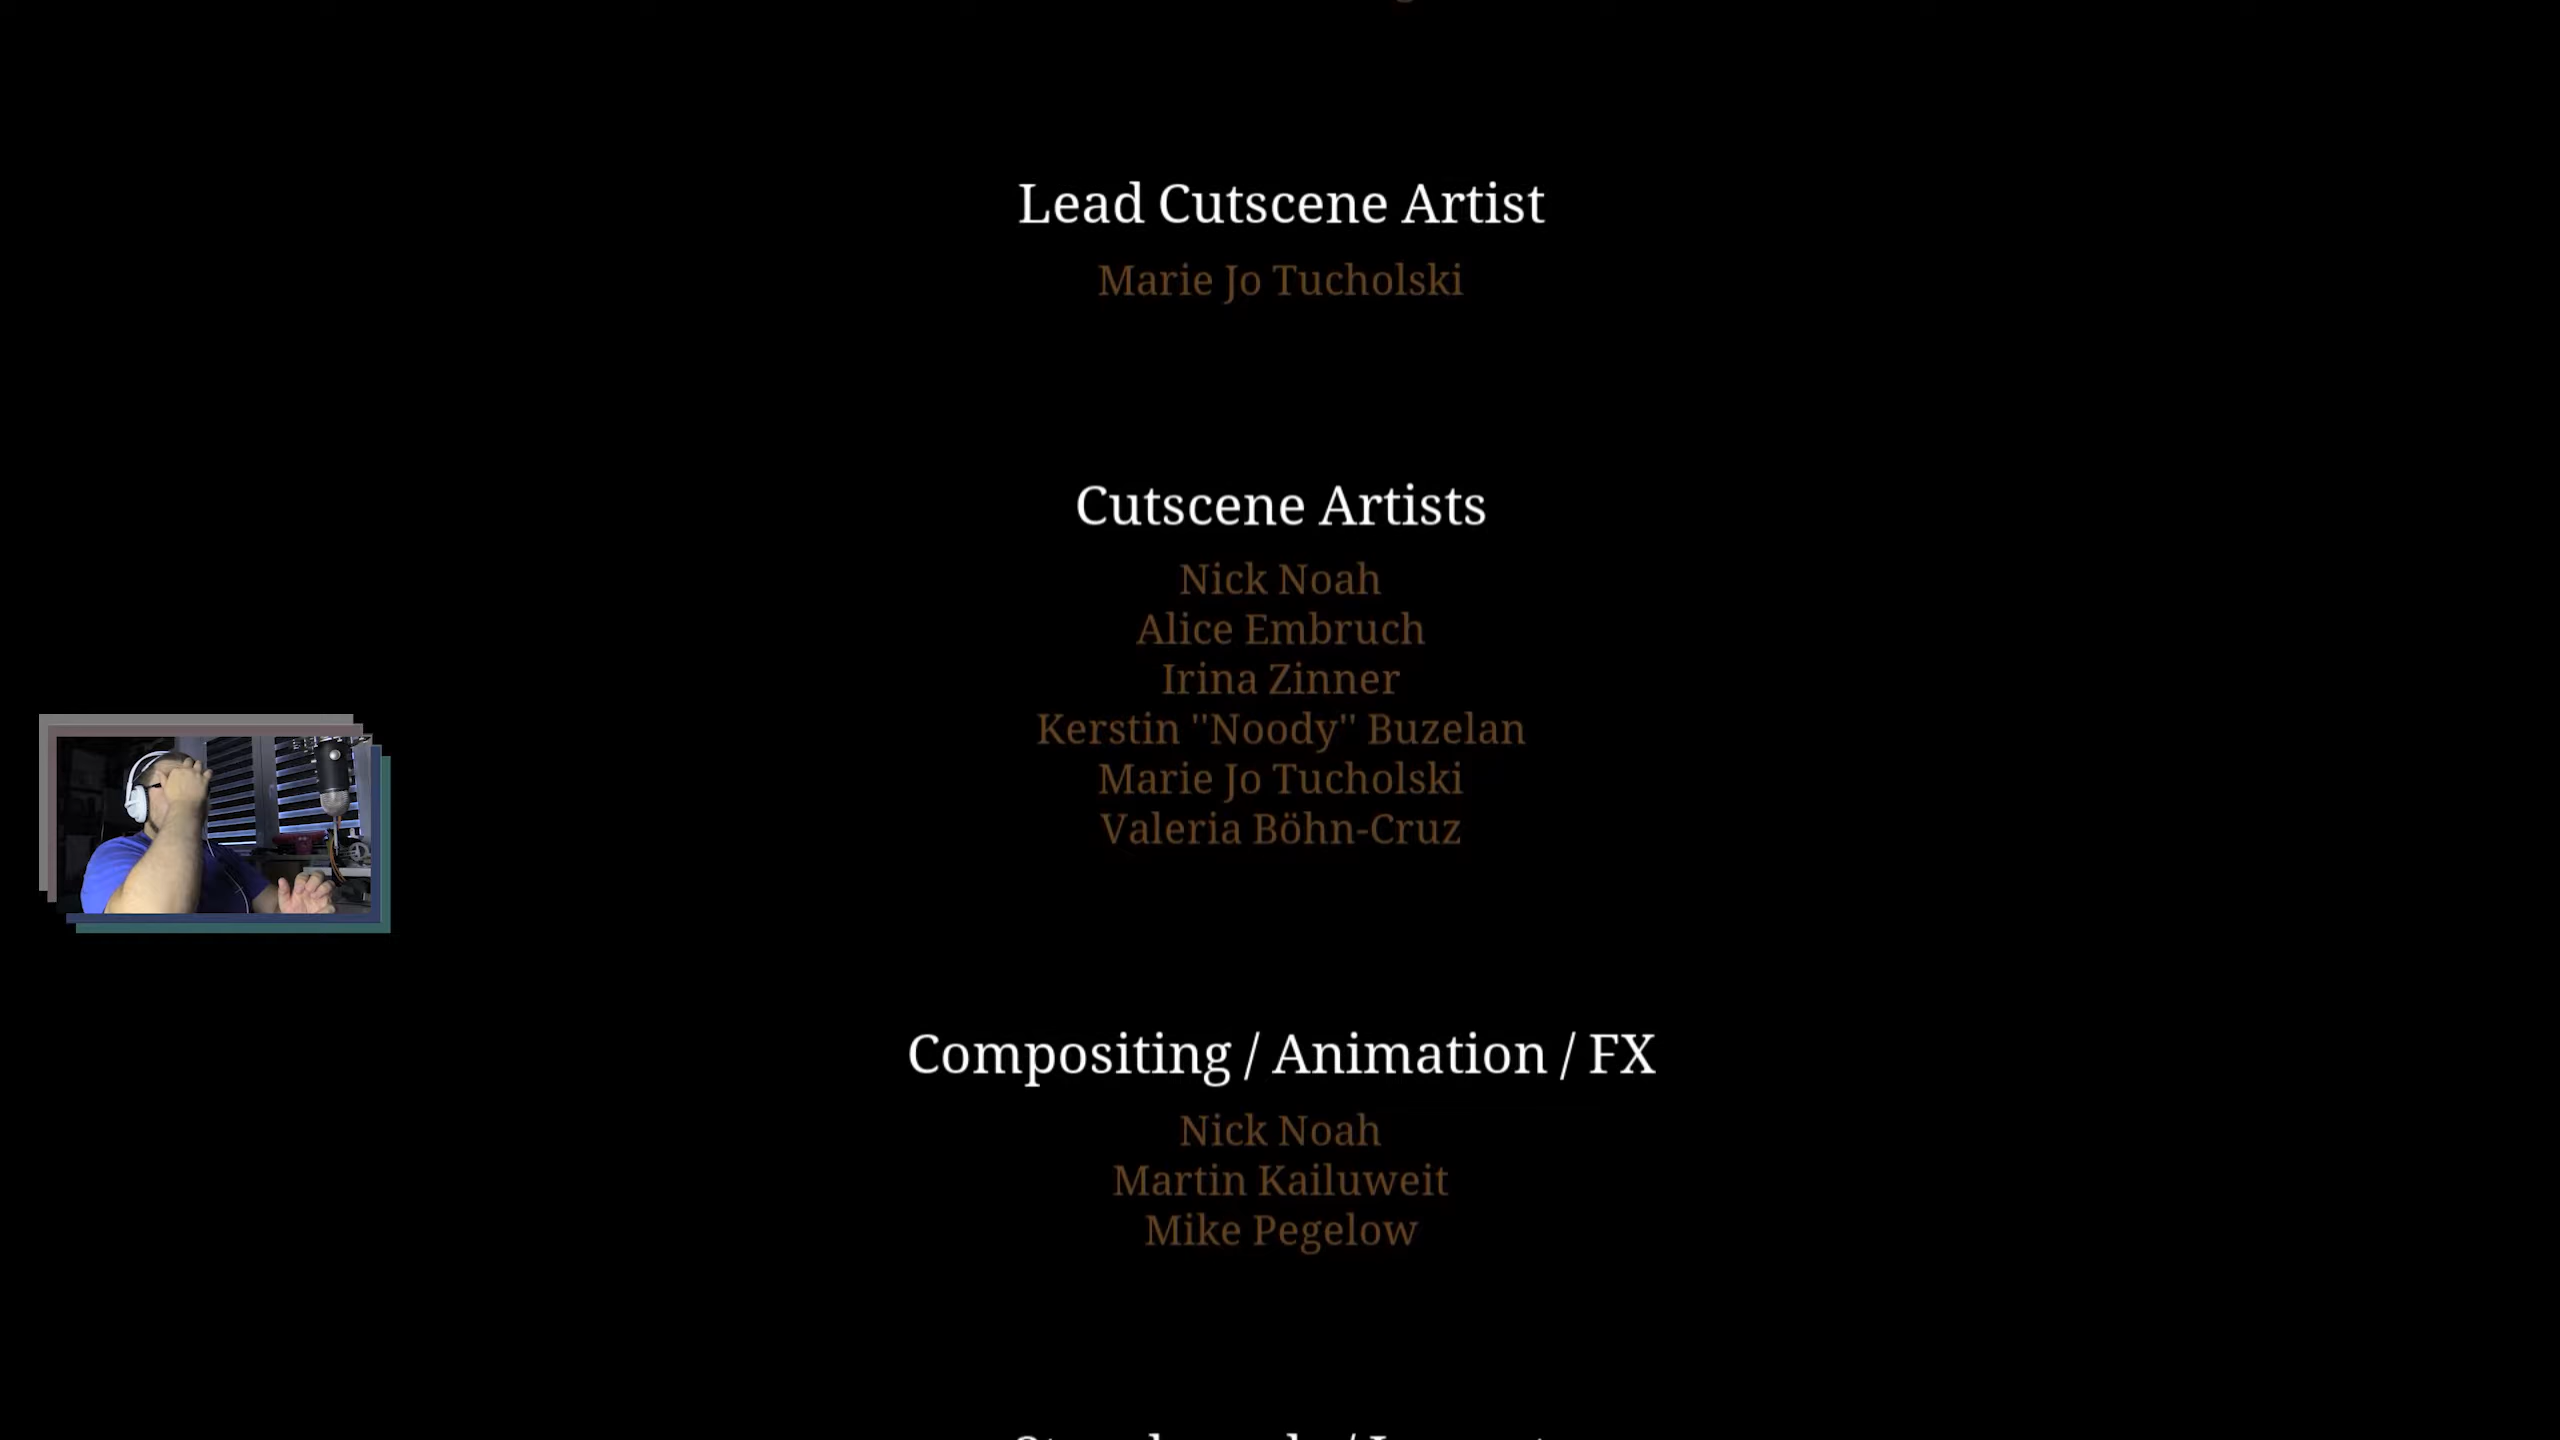 Lead Cutscene Artist
Marie Jo Tucholski
Cutscene Artists
Nick Noah
Alice Embruch
Irina Zinner
Kerstin "Noody" Buzelan
Marie Jo Tucholski
Valeria Böhn-Cruz
Compositing / Animation / FX
Nick Noah
Martin Kailuweit
Mike Pegelow